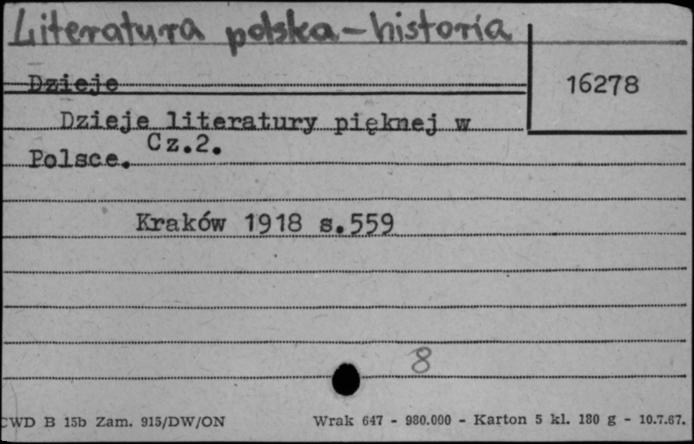 Literatura polska - historia
Dzieje
16278
Dzieje literatury pięknej w
Polsce. Cz.2.
Kraków 1918 s.559
8
CWD B 15b Zam. 915/DW/ON
Wrak 647 - 980.000 - Karton 5 kl. 180 g - 10.7.67.